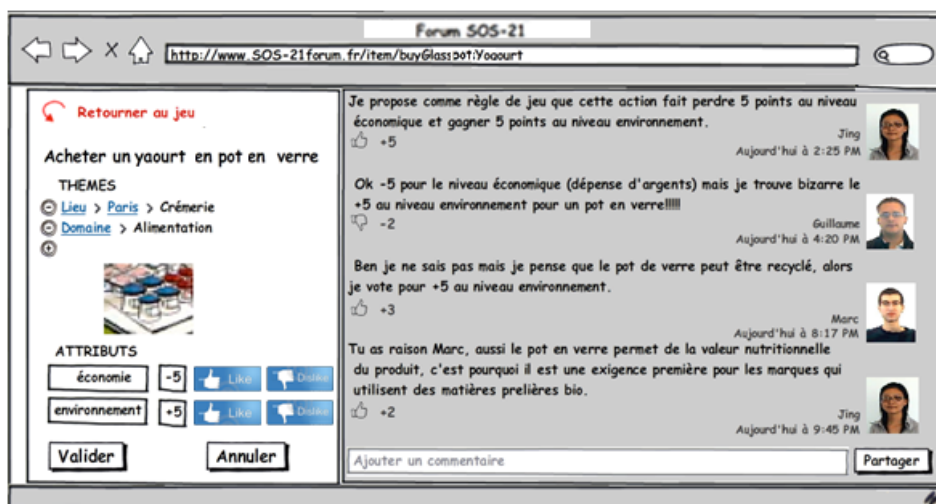 Forum SOS-21
http://www.SOS-21forum.fr/item/buyGlasspot:Yogourt
Retourner au jeu
Acheter un yaourt en pot en verre
THEMES
Lieu > Paris > Crémerie
Domaine > Alimentation
ATTRIBUTS
économie -5 Like Dislike
environnement +5 Like Dislike
Valider Annuler
Je propose comme règle de jeu que cette action fait perdre 5 points au niveau
économique et gagner 5 points au niveau environnement.
+5
Jing
Aujourd'hui à 2:25 PM
Ok -5 pour le niveau économique (dépense d'argents) mais je trouve bizarre le
+5 au niveau environnement pour un pot en verre!!!!!
-2
Guillaume
Aujourd'hui à 4:20 PM
Ben je ne sais pas mais je pense que le pot de verre peut être recyclé, alors
je vote pour +5 au niveau environnement.
+3
Marc
Aujourd'hui à 8:17 PM
Tu as raison Marc, aussi le pot en verre permet de la valeur nutritionnelle
du produit, c'est pourquoi il est une exigence première pour les marques qui
utilisent des matières prelières bio.
+2
Jing
Aujourd'hui à 9:45 PM
Ajouter un commentaire
Partager